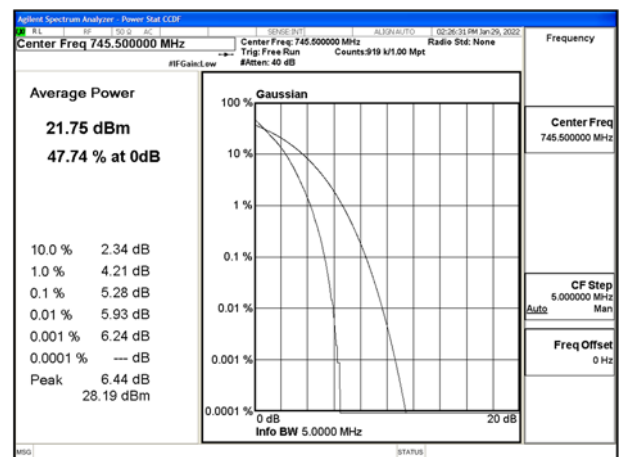 Agilent Spectrum Analyzer - Power Stat CCDF
RL RF 50 Ω AC SENSE:INT ALIGNAUTO 02:26:31 PM Jan 29, 2022
Center Freq 745.500000 MHz
Center Freq: 745.500000 MHz Radio Std: None
Trig: Free Run Counts:919 k/1.00 Mpt
#IFGain:Low #Atten: 40 dB
Frequency
Average Power
21.75 dBm
47.74 % at 0dB
10.0 % 2.34 dB
1.0 % 4.21 dB
0.1 % 5.28 dB
0.01 % 5.93 dB
0.001 % 6.24 dB
0.0001 % --- dB
Peak 6.44 dB
28.19 dBm
Gaussian
100 %
10 %
1 %
0.1 %
0.01 %
0.001 %
0.0001 %
0 dB 20 dB
Info BW 5.0000 MHz
Center Freq
745.500000 MHz
CF Step
5.000000 MHz
Auto Man
Freq Offset
0 Hz
MSG STATUS